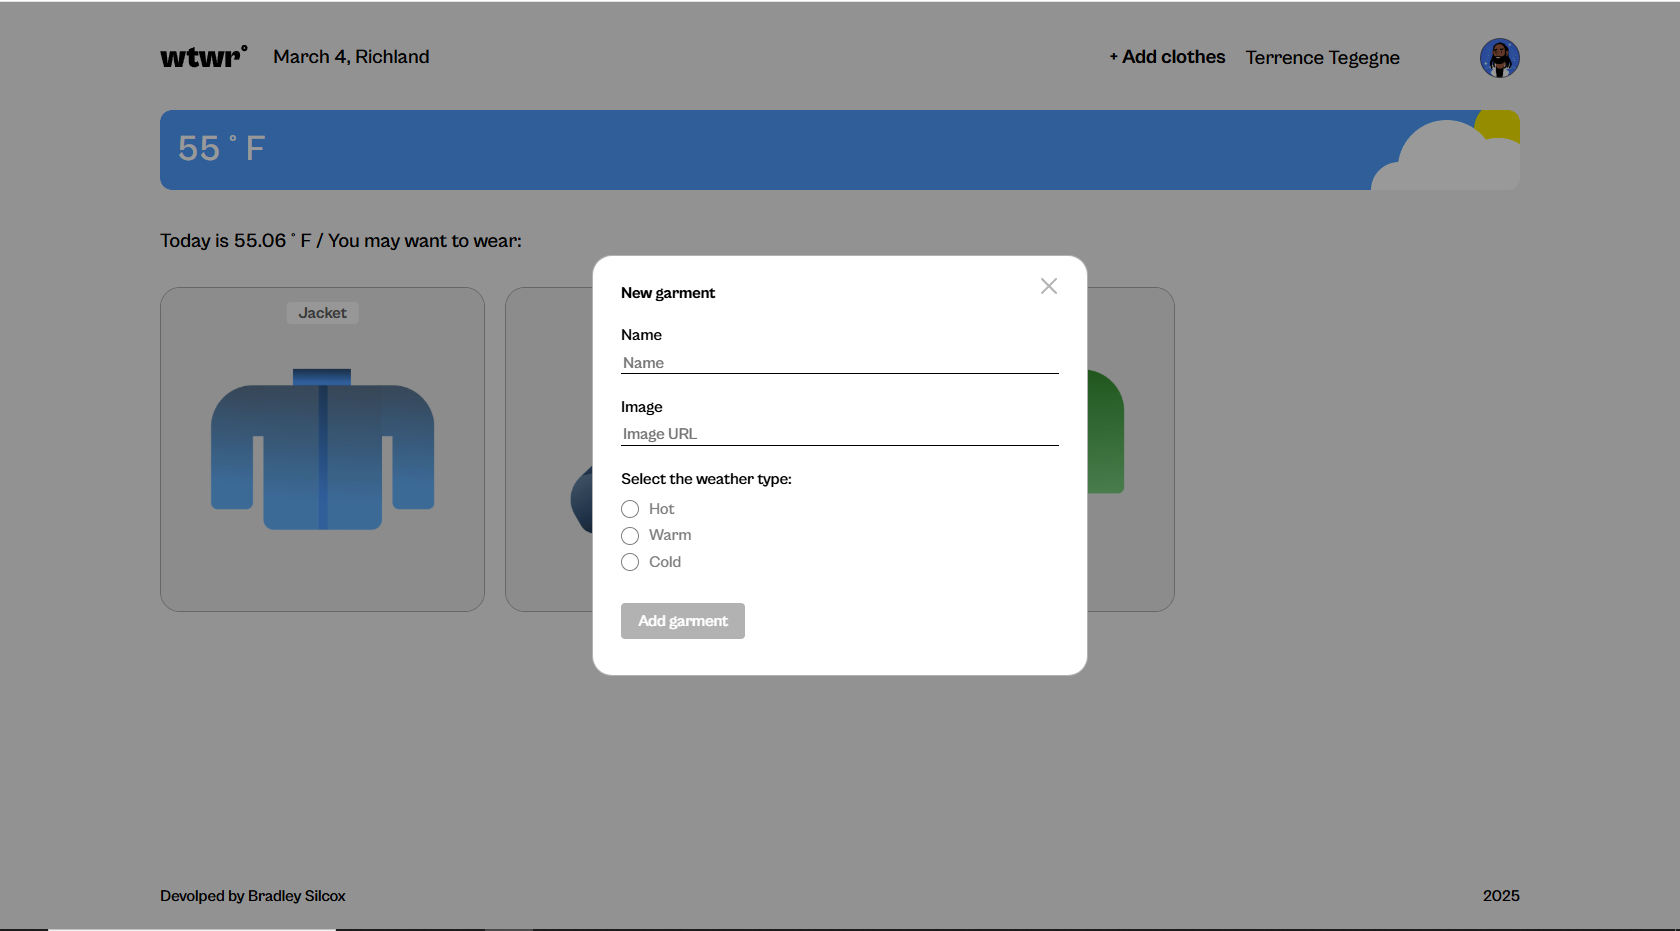 wtwr° March 4, Richland + Add clothes Terrence Tegegne
55 ° F
Today is 55.06 ° F / You may want to wear:
Jacket
New garment
Name
Name
Image
Image URL
Select the weather type:
Hot
Warm
Cold
Add garment
Devolped by Bradley Silcox 2025